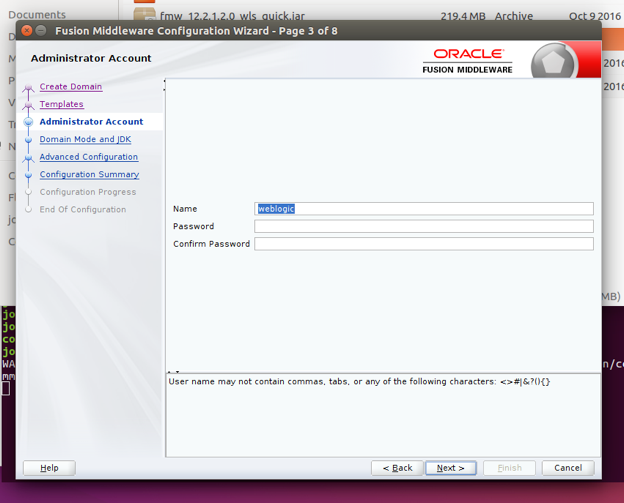 Documents
fmw_12.2.1.2.0_wls_quick.jar 219.4 MB Archive Oct 9 2016
Fusion Middleware Configuration Wizard - Page 3 of 8
Administrator Account
ORACLE
FUSION MIDDLEWARE
2016
2016
Create Domain
Templates
Administrator Account
Domain Mode and JDK
Advanced Configuration
Configuration Summary
Configuration Progress
End Of Configuration
Name weblogic
Password
Confirm Password
MB)
User name may not contain commas, tabs, or any of the following characters: <>#|&?(){}
Help
< Back
Next >
Finish
Cancel